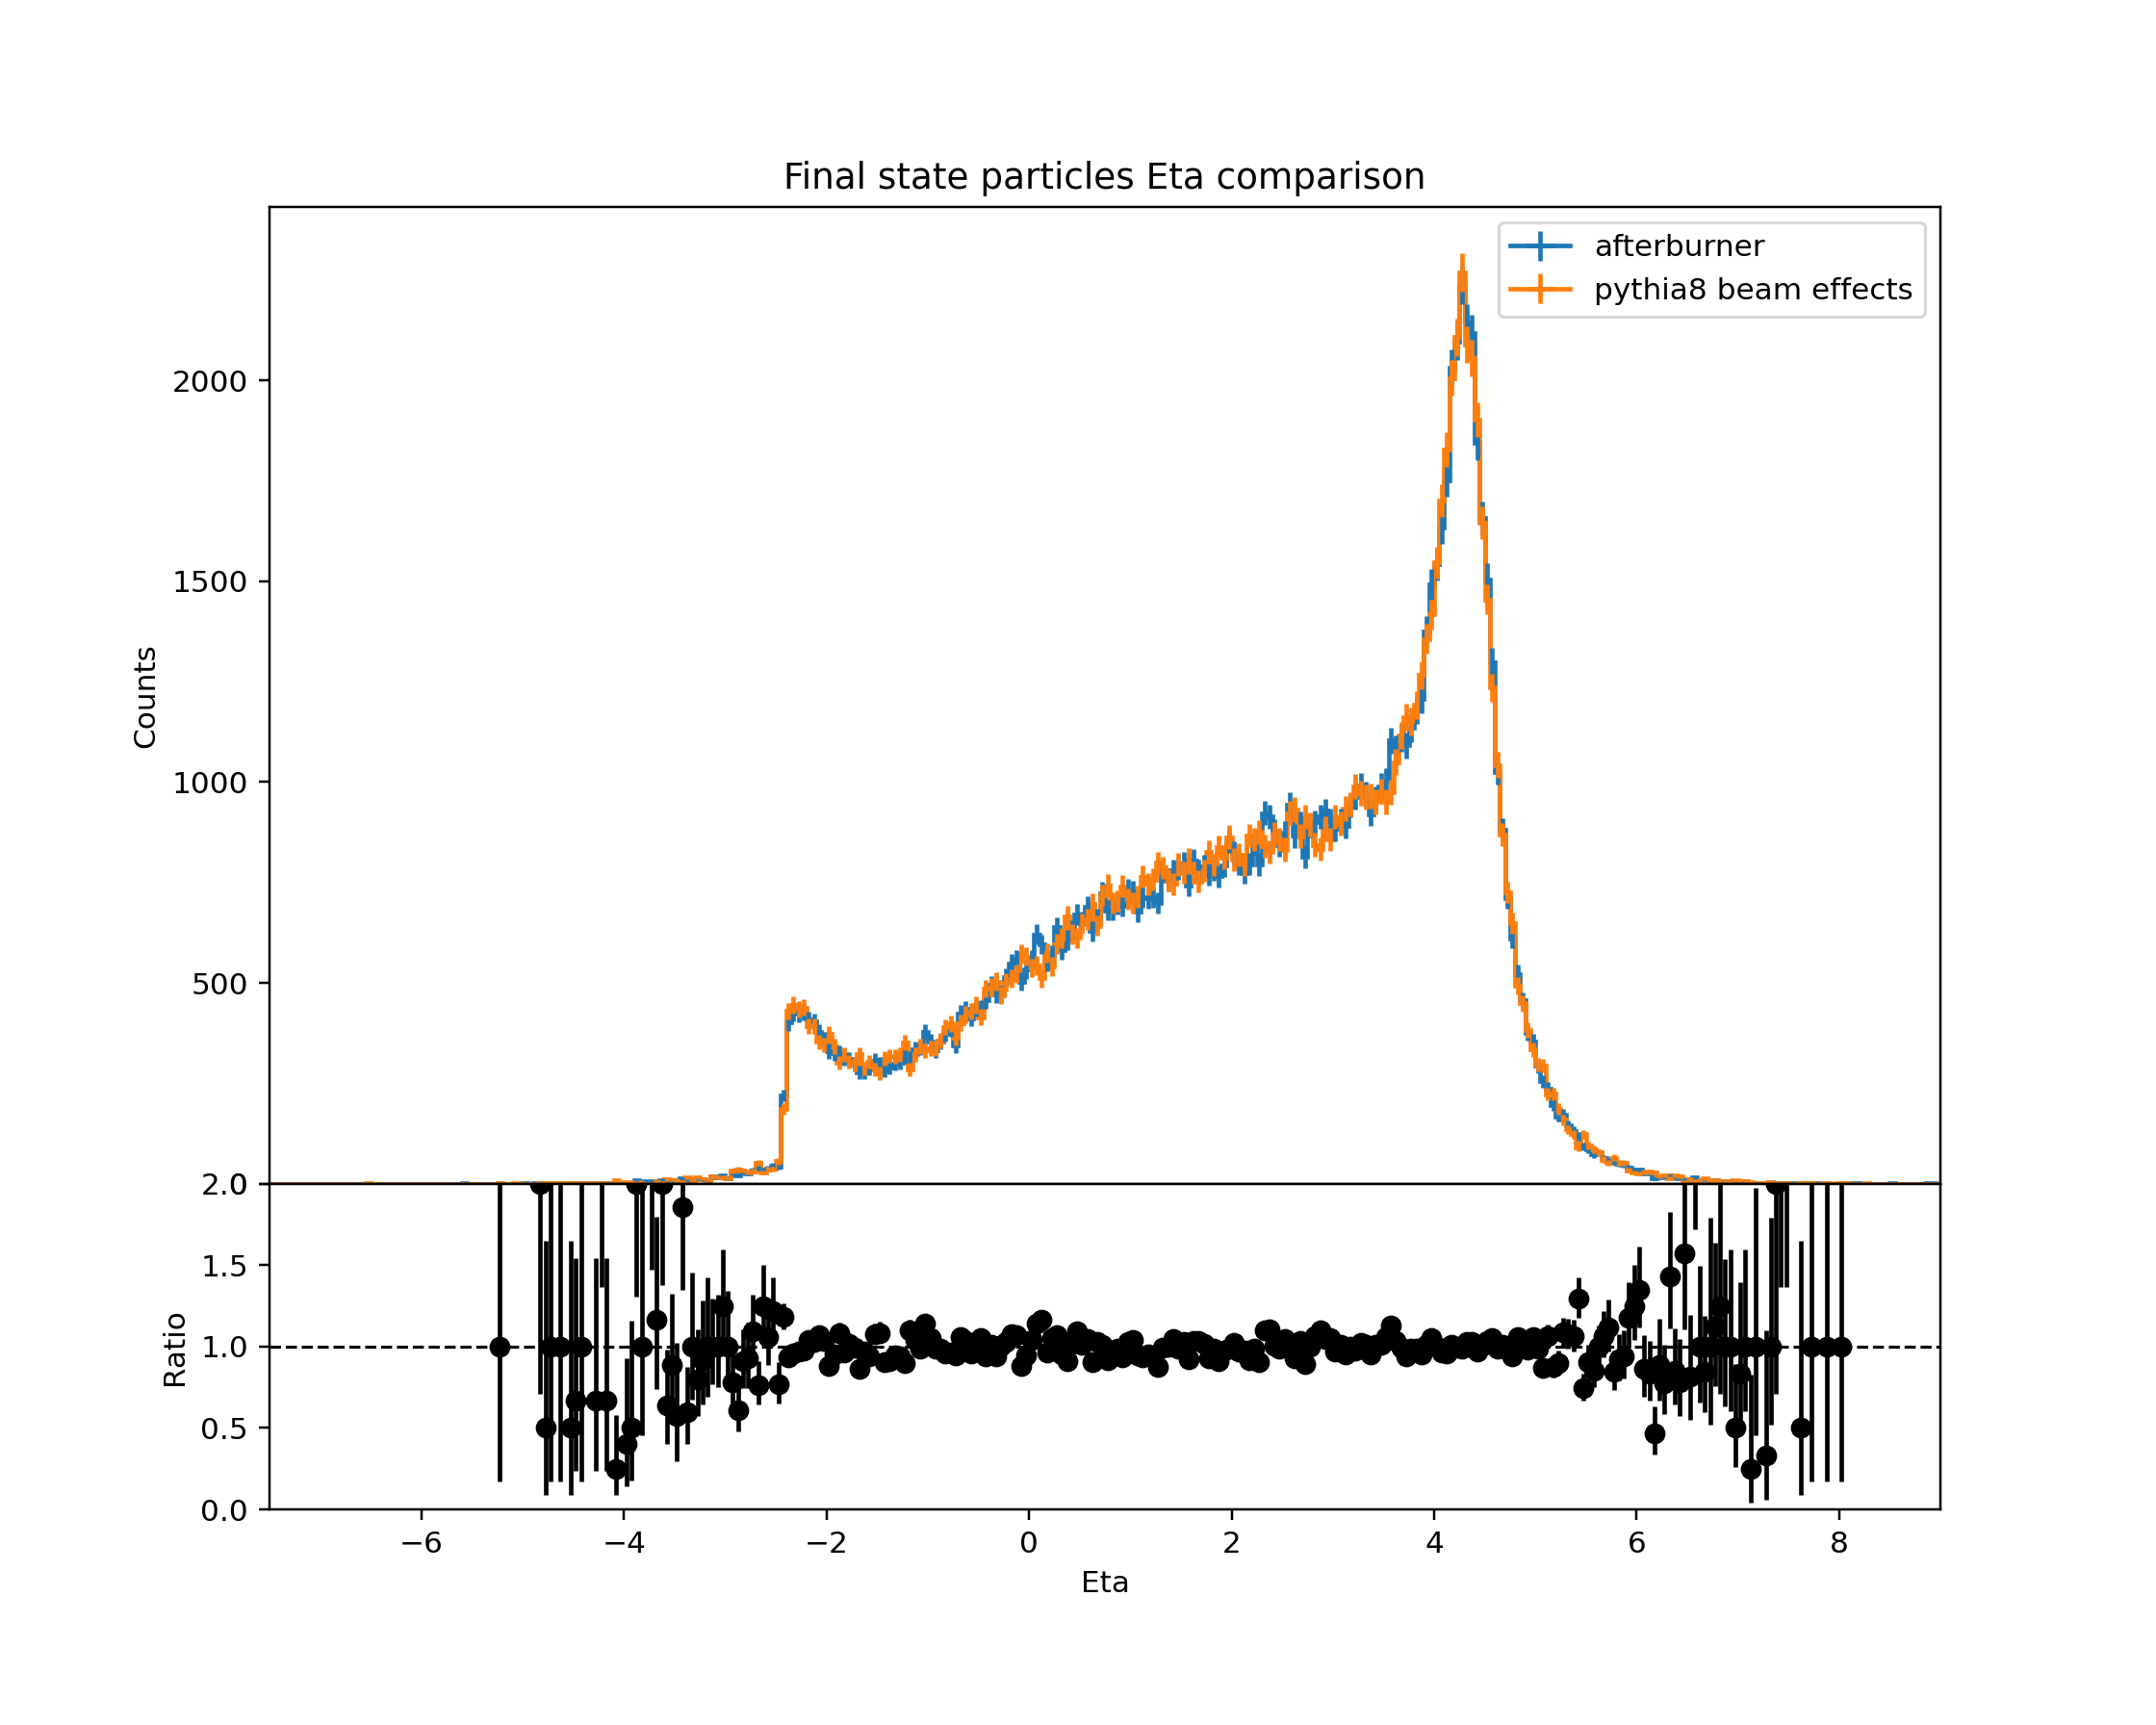 Final state particles Eta comparison
afterburner
pythia8 beam effects
Counts
2000
1500
1000
500
Ratio
2.0
1.5
1.0
0.5
0.0
−6 −4 −2 0 2 4 6 8
Eta